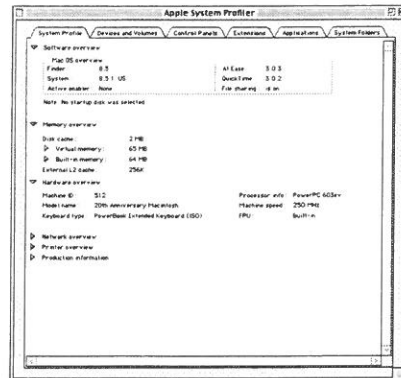 Apple System Profiler
System Profile Devices and Volumes Control Panels Extensions Applications System Folders
Software overview
Mac OS overview
Finder 8.5 At Ease 3.0.3
System 8.5.1 US QuickTime 3.0.2
Active enabler None File sharing is on
Note: No startup disk was selected
Memory overview
Disk cache: 2 MB
Virtual memory: 65 MB
Built-in memory: 64 MB
External L2 cache: 256K
Hardware overview
Machine ID: 512 Processor info: PowerPC 603ev
Model name: 20th Anniversary Macintosh Machine speed: 250 MHz
Keyboard type: PowerBook Extended Keyboard (ISO) FPU: built-in
Network overview
Printer overview
Production information